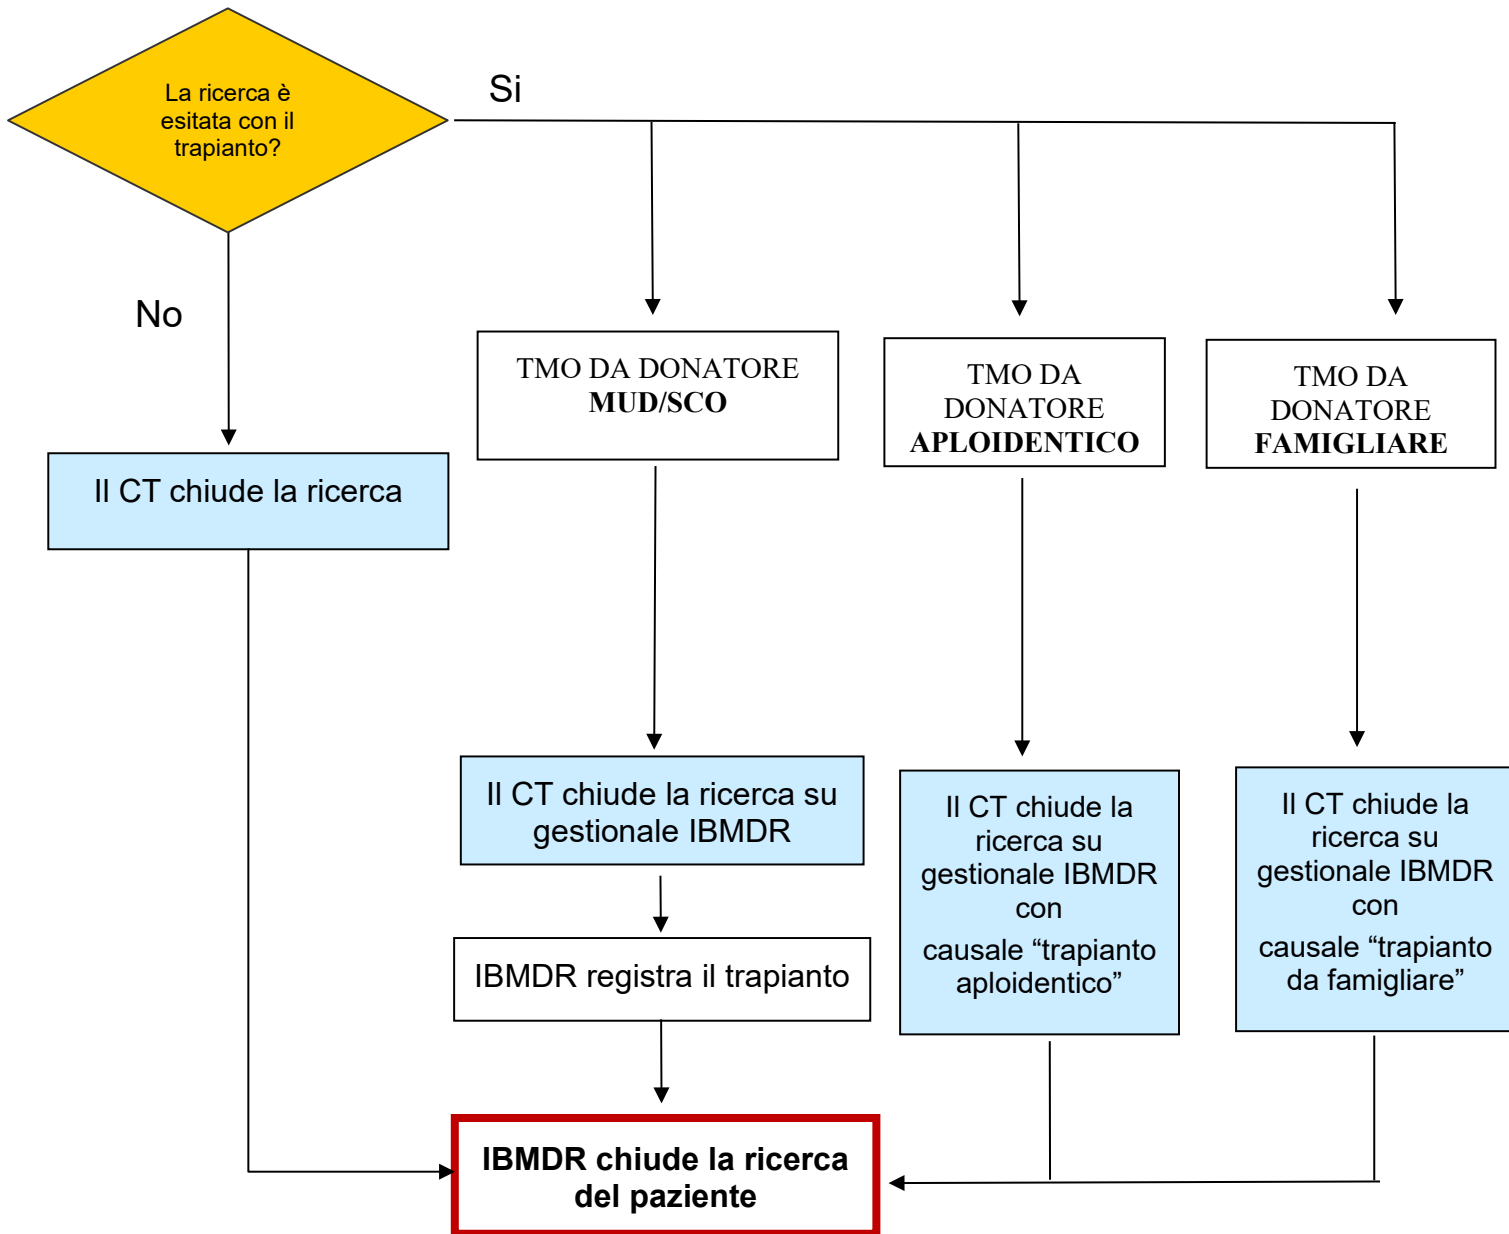 La ricerca è
esitata con il
trapianto?
Si
No
TMO DA DONATORE
MUD/SCO
TMO DA
DONATORE
APLOIDENTICO
TMO DA
DONATORE
FAMIGLIARE
Il CT chiude la ricerca
Il CT chiude la ricerca su
gestionale IBMDR
Il CT chiude la
ricerca su
gestionale IBMDR
con
causale “trapianto
aploidentico”
Il CT chiude la
ricerca su
gestionale IBMDR
con
causale “trapianto
da famigliare”
IBMDR registra il trapianto
IBMDR chiude la ricerca
del paziente